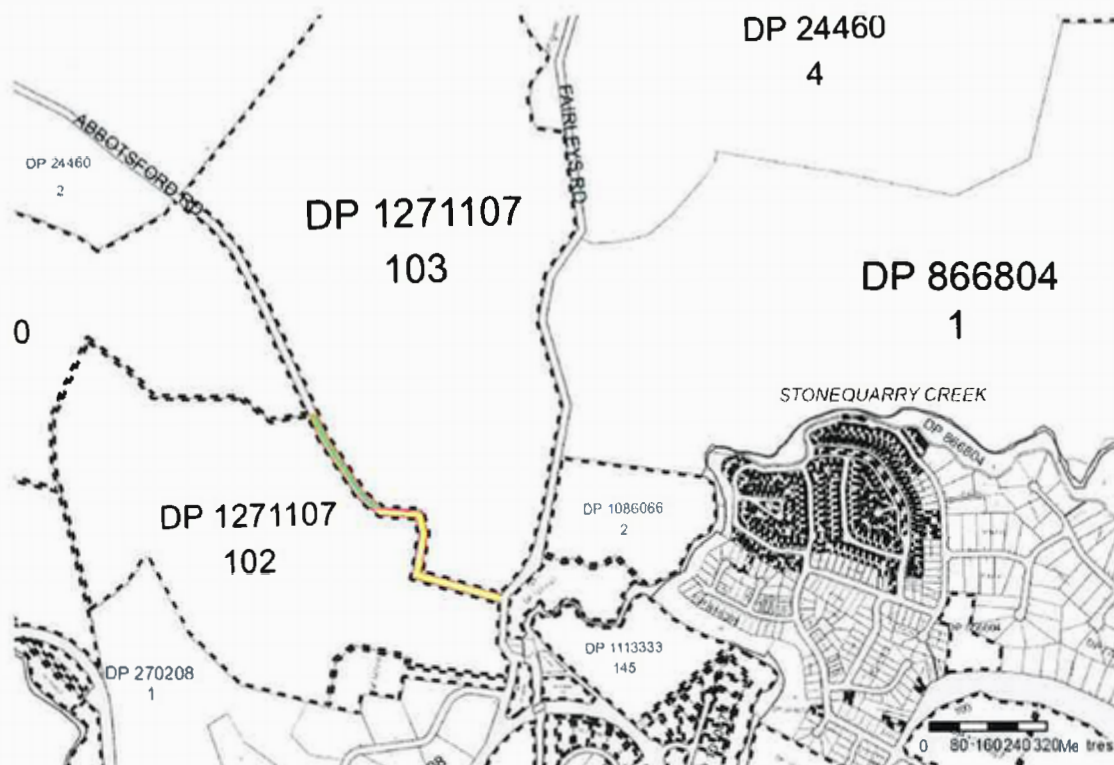 DP 24460
4
ABBOTSFORD RD
FAIRLEYS RD
DP 24460
2
DP 1271107
103
DP 866804
1
0
STONEQUARRY CREEK
DP 866804
DP 1271107
102
DP 1086066
2
DP 1113333
145
DP 270208
1
0 80 160 240 320 Me tres